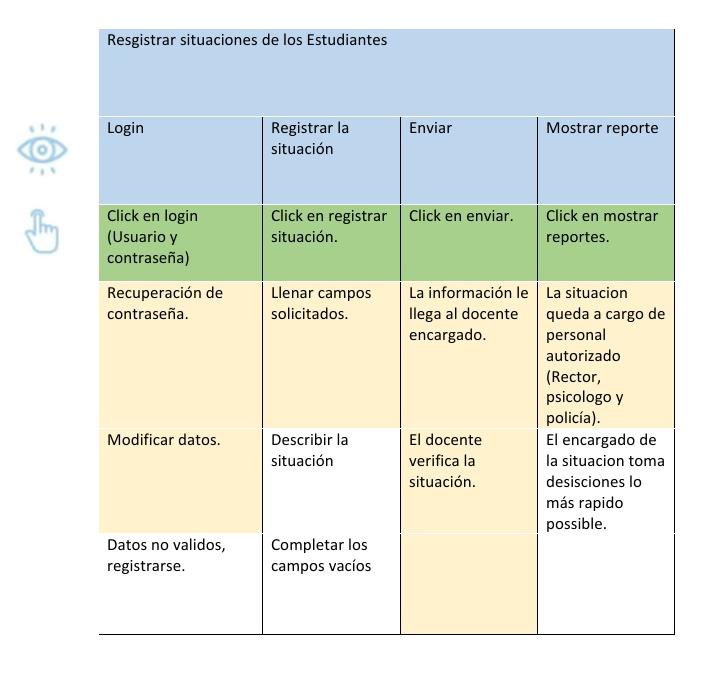 Resgistrar situaciones de los Estudiantes
Login
Registrar la
situación
Enviar
Mostrar reporte
Click en login
(Usuario y
contraseña)
Click en registrar
situación.
Click en enviar.
Click en mostrar
reportes.
Recuperación de
contraseña.
Llenar campos
solicitados.
La información le
llega al docente
encargado.
La situacion
queda a cargo de
personal
autorizado
(Rector,
psicologo y
policía).
Modificar datos.
Describir la
situación
El docente
verifica la
situación.
El encargado de
la situacion toma
desisciones lo
más rapido
possible.
Datos no validos,
registrarse.
Completar los
campos vacíos